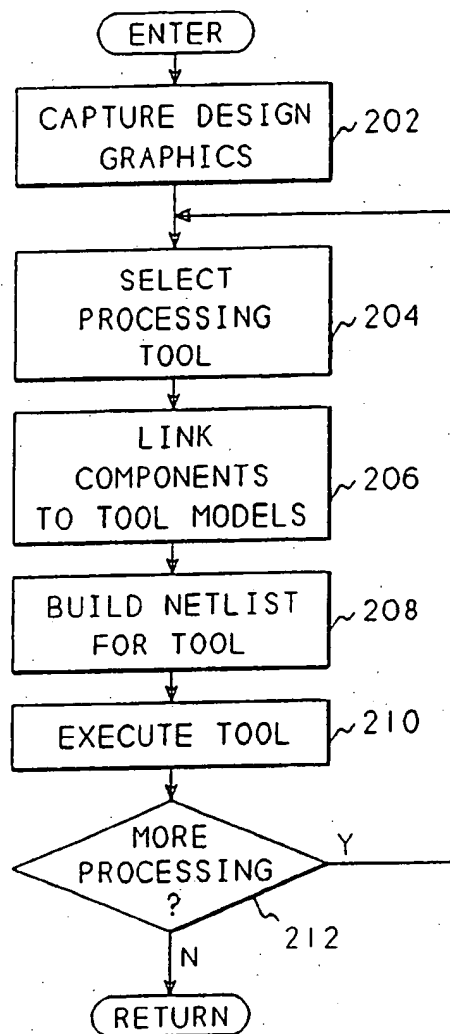 ENTER
CAPTURE DESIGN
GRAPHICS
202
SELECT
PROCESSING
TOOL
204
LINK
COMPONENTS
TO TOOL MODELS
206
BUILD NETLIST
FOR TOOL
208
EXECUTE TOOL
210
MORE
PROCESSING
?
Y
212
N
RETURN